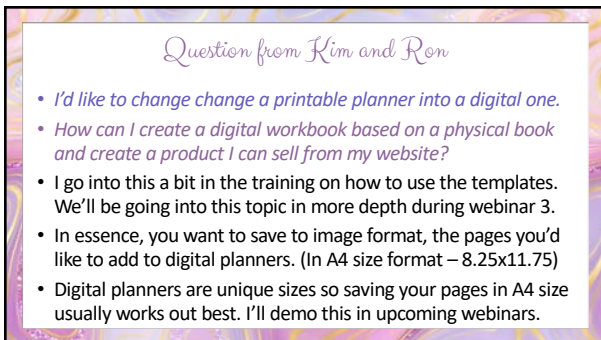 Question from Kim and Ron
• I'd like to change change a printable planner into a digital one.
• How can I create a digital workbook based on a physical book
and create a product I can sell from my website?
• I go into this a bit in the training on how to use the templates.
We'll be going into this topic in more depth during webinar 3.
• In essence, you want to save to image format, the pages you'd
like to add to digital planners. (In A4 size format – 8.25x11.75)
• Digital planners are unique sizes so saving your pages in A4 size
usually works out best. I'll demo this in upcoming webinars.